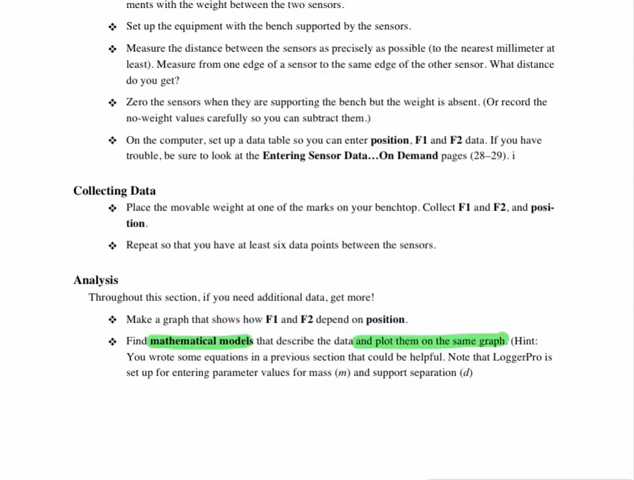 ments with the weight between the two sensors.
❖ Set up the equipment with the bench supported by the sensors.
❖ Measure the distance between the sensors as precisely as possible (to the nearest millimeter at
least). Measure from one edge of a sensor to the same edge of the other sensor. What distance
do you get?
❖ Zero the sensors when they are supporting the bench but the weight is absent. (Or record the
no-weight values carefully so you can subtract them.)
❖ On the computer, set up a data table so you can enter position, F1 and F2 data. If you have
trouble, be sure to look at the Entering Sensor Data…On Demand pages (28–29). i
Collecting Data
❖ Place the movable weight at one of the marks on your benchtop. Collect F1 and F2, and posi-
tion.
❖ Repeat so that you have at least six data points between the sensors.
Analysis
Throughout this section, if you need additional data, get more!
❖ Make a graph that shows how F1 and F2 depend on position.
❖ Find mathematical models that describe the data and plot them on the same graph. (Hint:
You wrote some equations in a previous section that could be helpful. Note that LoggerPro is
set up for entering parameter values for mass (m) and support separation (d)